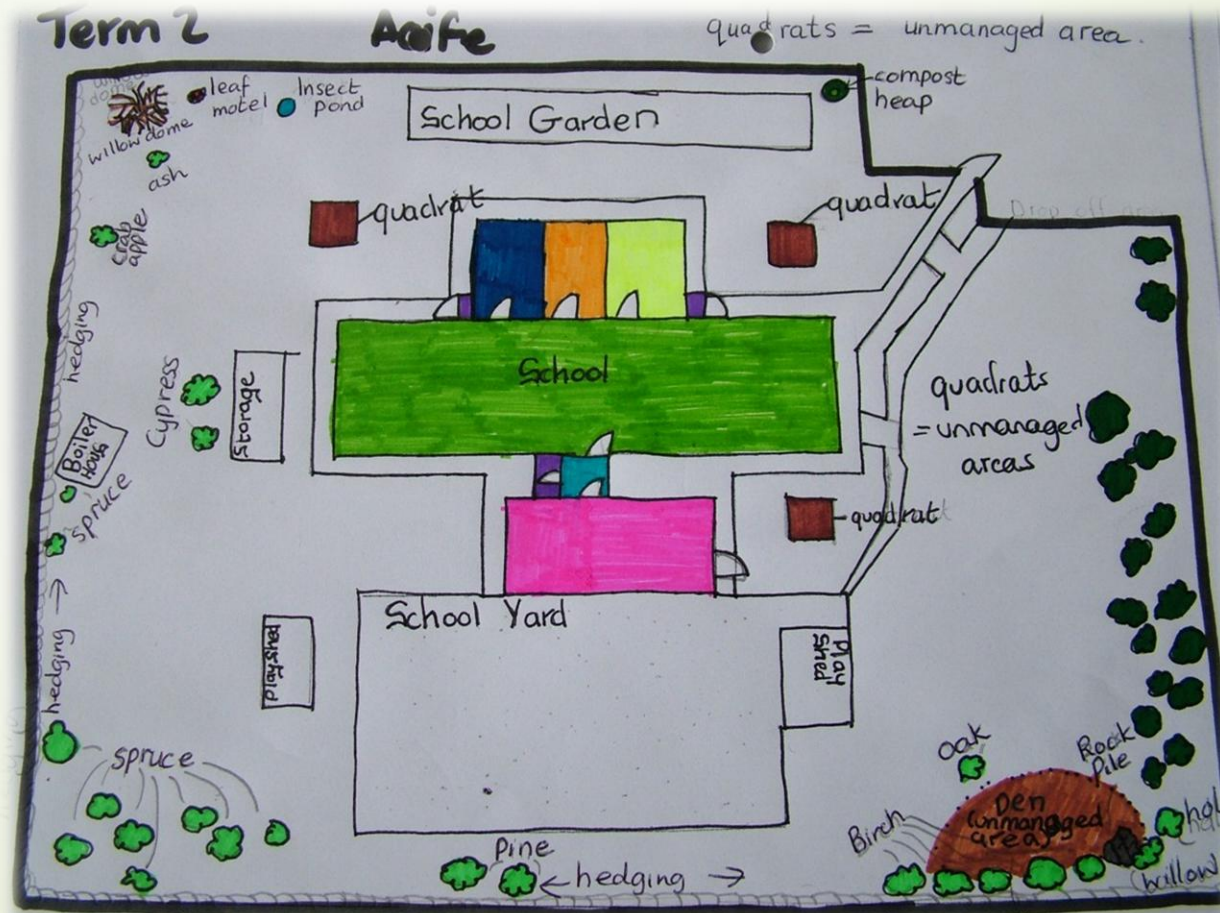 Term 2
Aoife
quadrats = unmanaged area.
leaf
motel
Insect
pond
School Garden
compost
heap
willow dome
ash
crab
apple
quadrat
quadrat
hedging
Cypress
storage
School
quadrats
= unmanaged
areas
Boiler
House
spruce
quadrat
hedging
School Yard
Play
Shed
spruce
Oak
Rock
Pile
Den
(unmanaged
area)
Birch
Pine
hedging
(willow